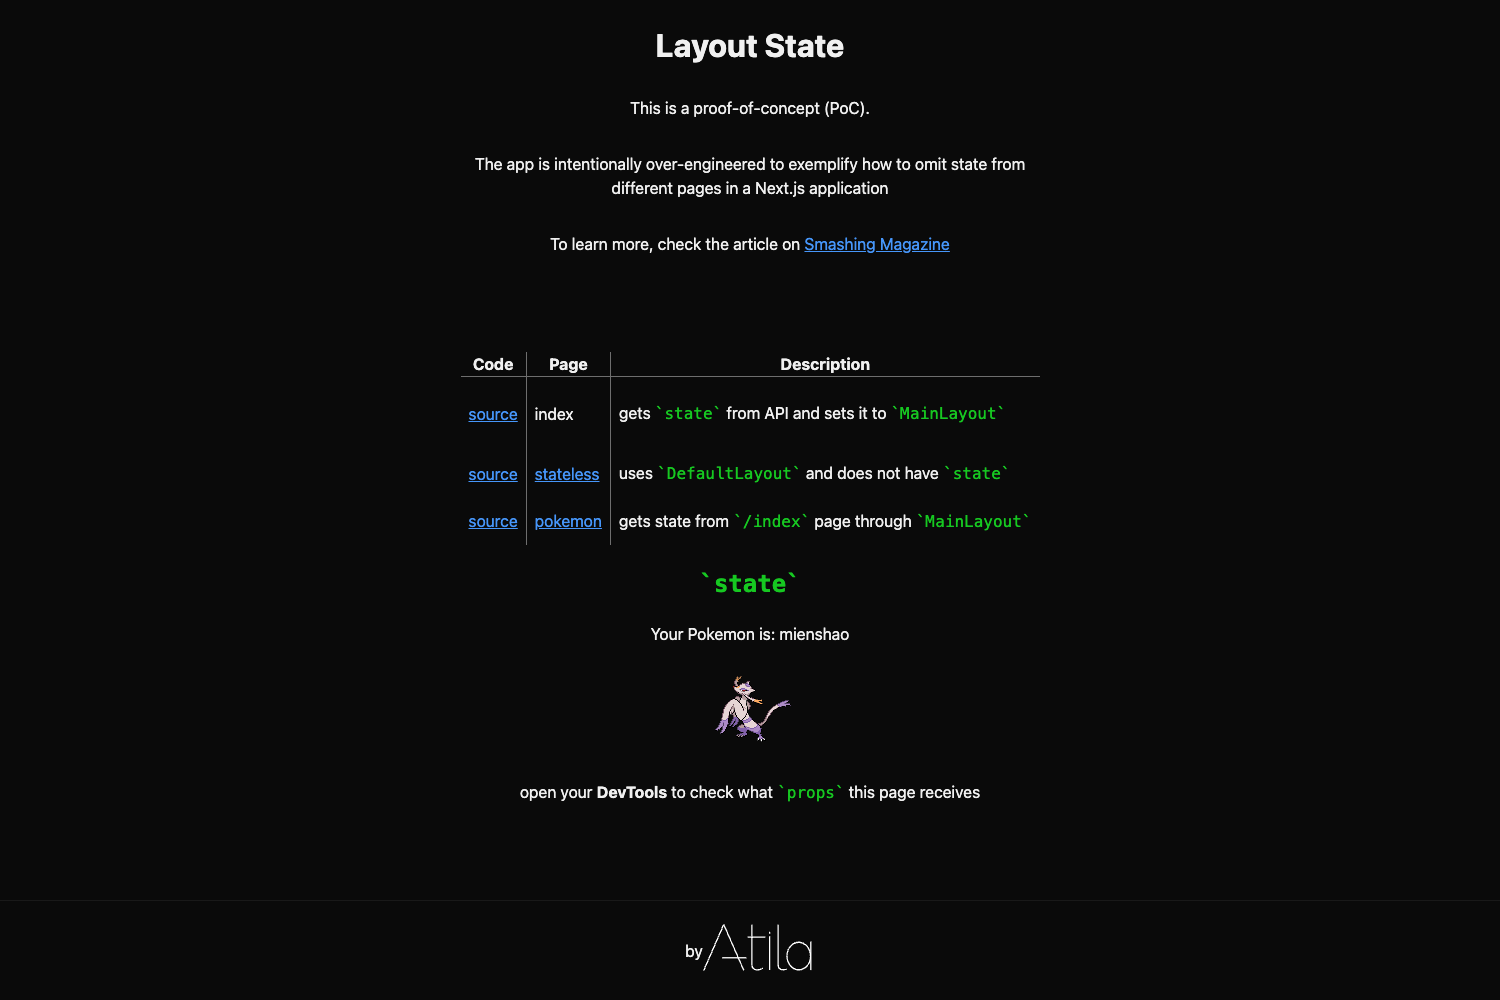 Layout State
This is a proof-of-concept (PoC).
The app is intentionally over-engineered to exemplify how to omit state from
different pages in a Next.js application
To learn more, check the article on Smashing Magazine
Code Page Description
source index gets `state` from API and sets it to `MainLayout`
source stateless uses `DefaultLayout` and does not have `state`
source pokemon gets state from `/index` page through `MainLayout`
`state`
Your Pokemon is: mienshao
open your DevTools to check what `props` this page receives
by Atila